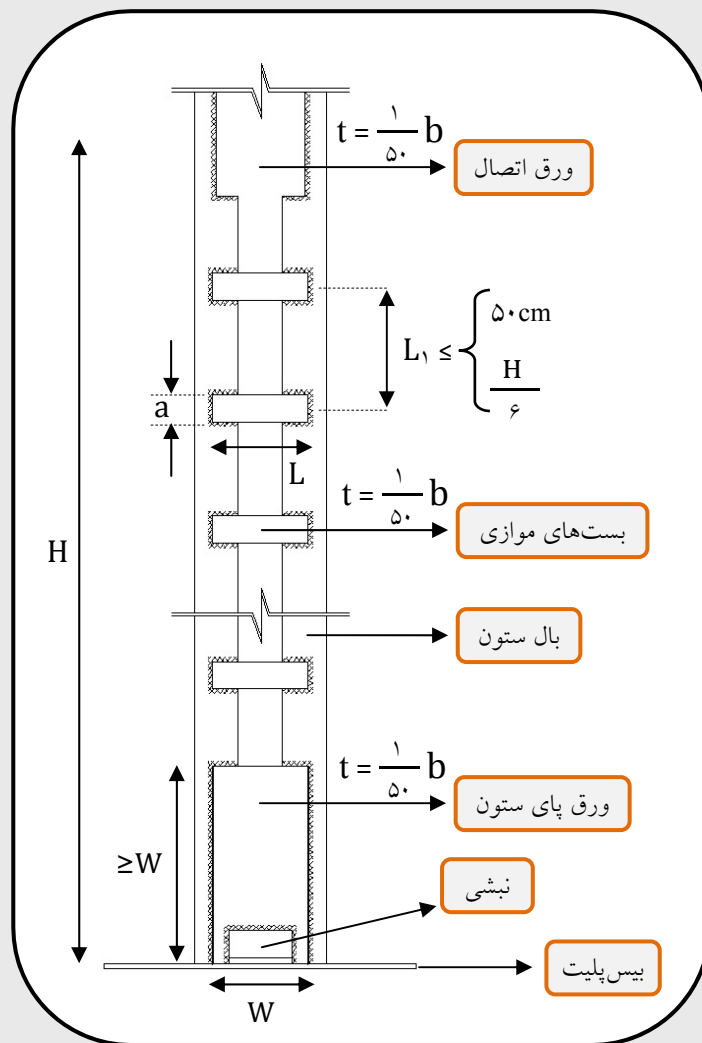 t = ۱/۵۰ b
ورق اتصال
L۱ ≤
۵۰cm
H/۶
a
L
t = ۱/۵۰ b
بست‌های موازی
H
بال ستون
t = ۱/۵۰ b
ورق پای ستون
≥W
نبشی
بیس‌پلیت
W